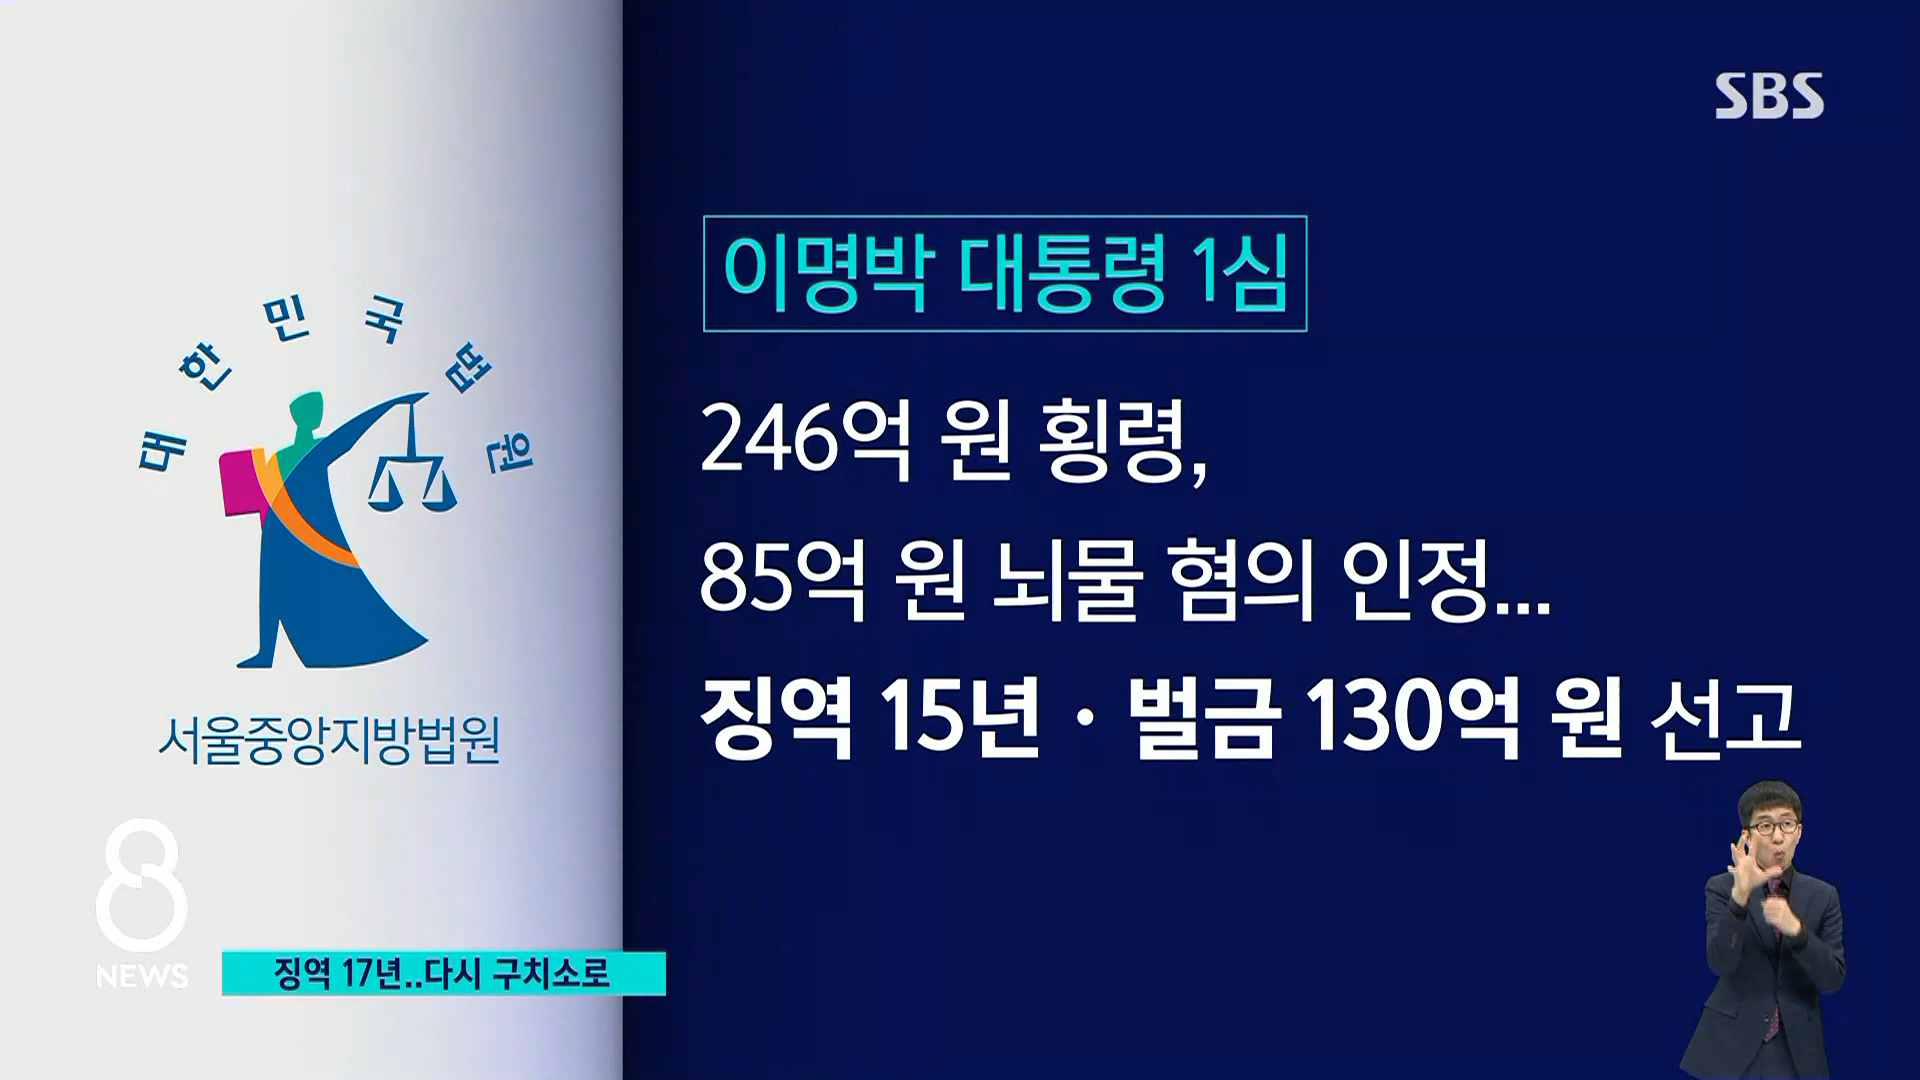 SBS
이명박 대통령 1심
246억 원 횡령,
85억 원 뇌물 혐의 인정...
징역 15년 · 벌금 130억 원 선고
대한민국법원
서울중앙지방법원
8
NEWS
징역 17년..다시 구치소로